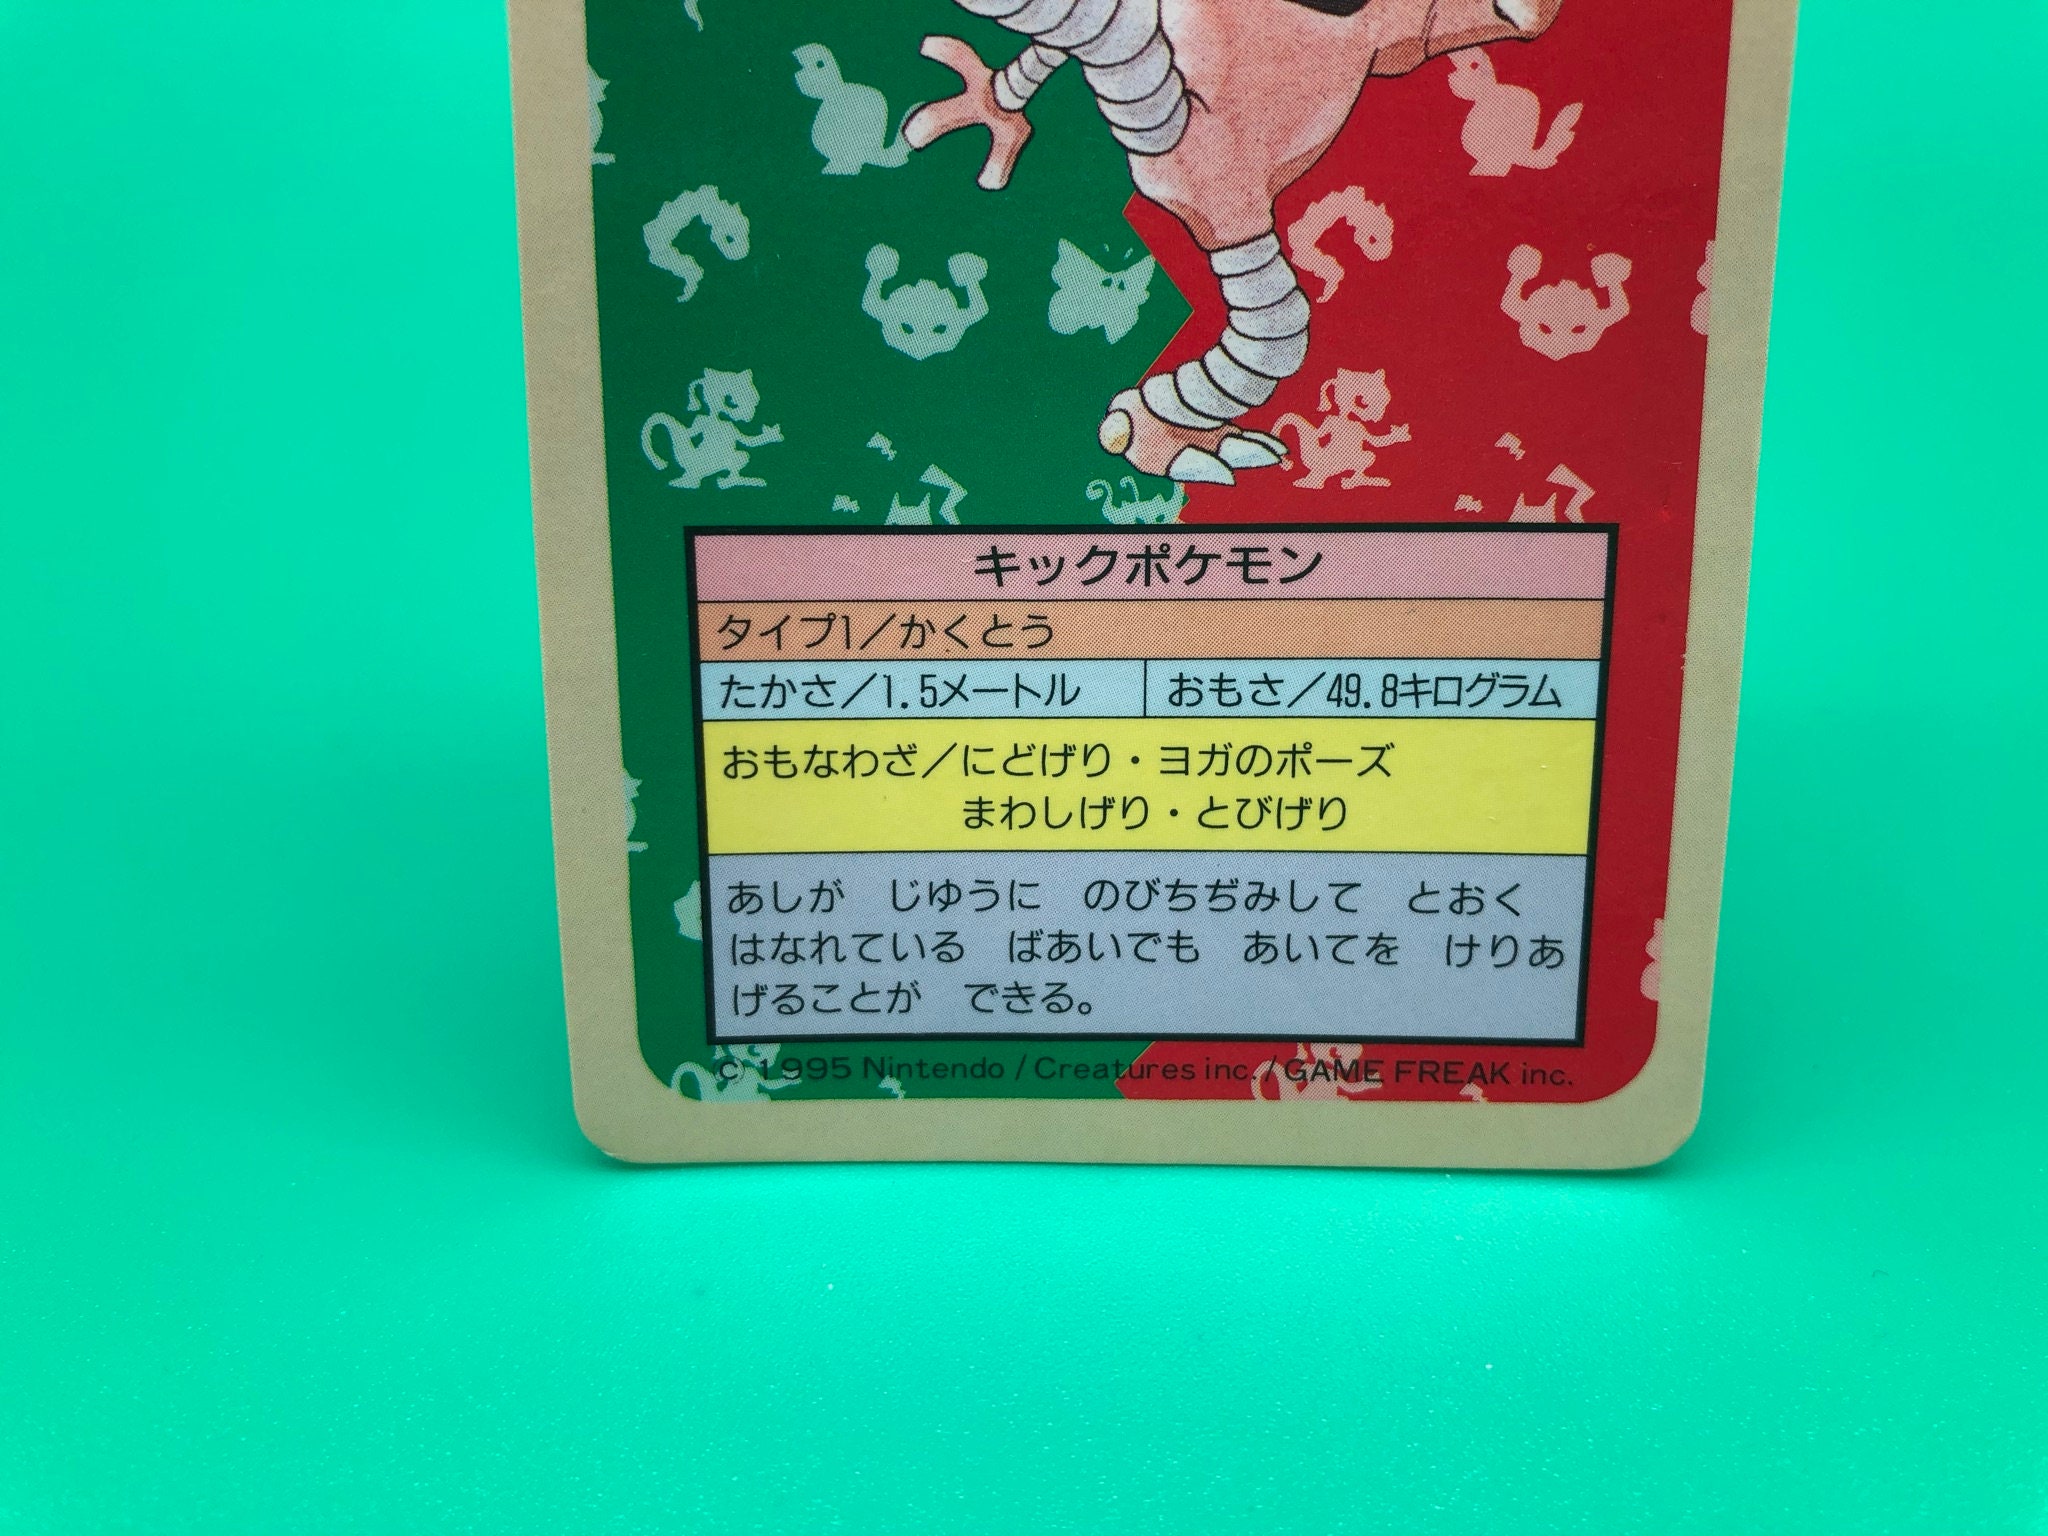 キックポケモン
タイプ1／かくとう
たかさ／1.5メートル
おもさ／49.8キログラム
おもなわざ／にどげり・ヨガのポーズ
まわしげり・とびげり
あしが　じゆうに　のびちぢみして　とおく
はなれている　ばあいでも　あいてを　けりあ
げることが　できる。
© 1995 Nintendo / Creatures inc. / GAME FREAK inc.